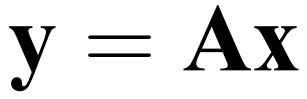 y = Ax